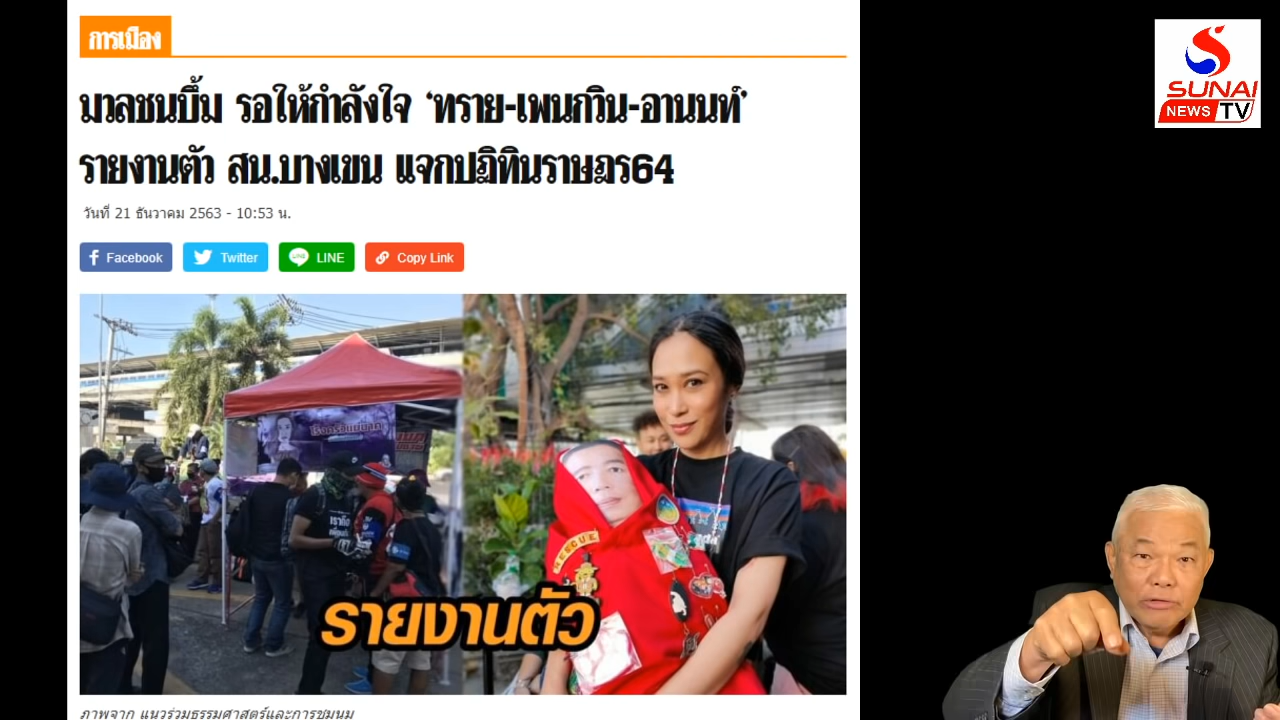 การเมือง
มวลชนบึ้ม รอให้กำลังใจ ‘ทราย-เพนกวิน-อานนท์’
รายงานตัว สน.บางเขน แจกปฏิทินราษฎร64
วันที่ 21 ธันวาคม 2563 - 10:53 น.
Facebook
Twitter
LINE
Copy Link
RESCUE
รายงานตัว
ภาพจาก แนวร่วมธรรมศาสตร์และการชุมนุม
SUNAI
NEWS TV